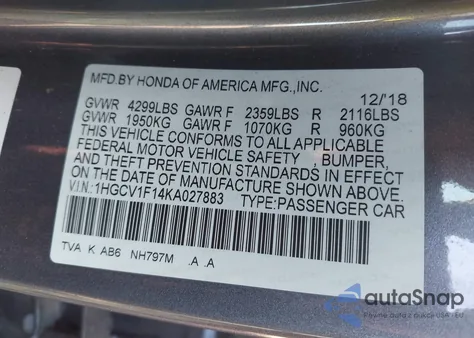 MFD.BY HONDA OF AMERICA MFG.,INC.
12/'18
GVWR 4299LBS GAWR F 2359LBS R 2116LBS
GVWR 1950KG GAWR F 1070KG R 960KG
THIS VEHICLE CONFORMS TO ALL APPLICABLE
FEDERAL MOTOR VEHICLE SAFETY , BUMPER,
AND THEFT PREVENTION STANDARDS IN EFFECT
ON THE DATE OF MANUFACTURE SHOWN ABOVE.
V.I.N.:1HGCV1F14KA027883 TYPE:PASSENGER CAR
TVA K AB6 NH797M .A .A
autoSnap